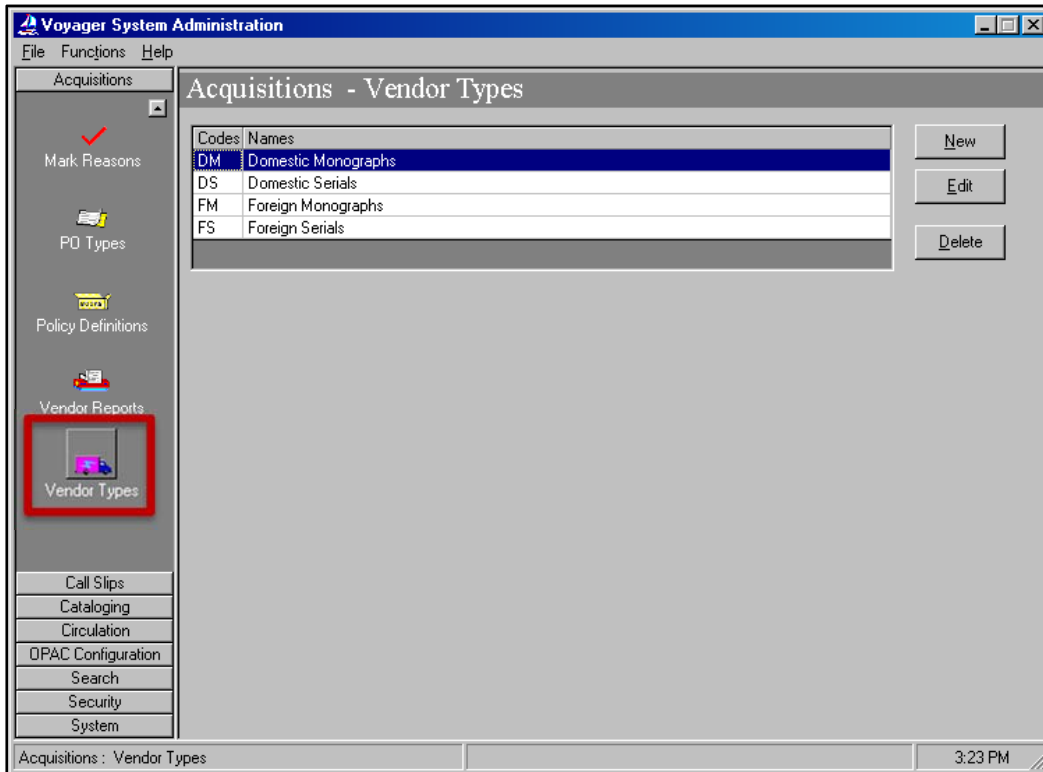 Voyager System Administration
File Functions Help
Acquisitions
Mark Reasons
PO Types
Policy Definitions
Vendor Reports
Vendor Types
Call Slips
Cataloging
Circulation
OPAC Configuration
Search
Security
System
Acquisitions - Vendor Types
Codes Names
DM Domestic Monographs
DS Domestic Serials
FM Foreign Monographs
FS Foreign Serials
New
Edit
Delete
Acquisitions : Vendor Types
3:23 PM